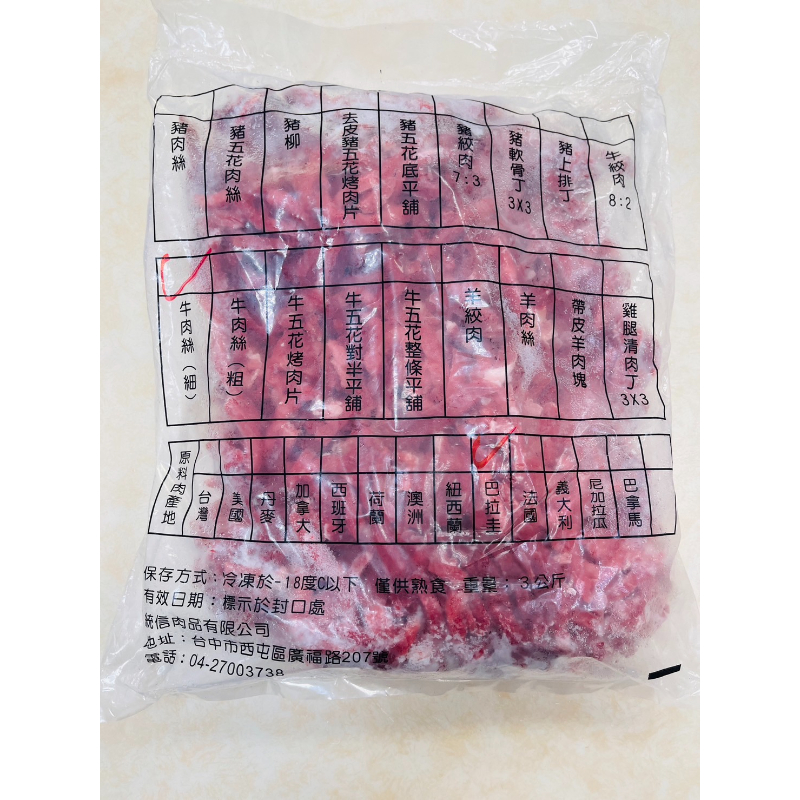 豬肉絲
豬五花肉絲
豬柳
去皮豬五花烤肉片
豬五花底平舖
豬絞肉 7:3
豬軟骨丁 3X3
豬上排丁
牛絞肉 8:2
牛肉絲（細）
牛肉絲（粗）
牛五花烤肉片
牛五花對半平舖
牛五花整條平舖
羊絞肉
羊肉絲
帶皮羊肉塊
雞腿清肉丁 3X3
原料肉產地
台灣
美國
丹麥
加拿大
西班牙
荷蘭
澳洲
紐西蘭
巴拉圭
法國
義大利
尼加拉瓜
巴拿馬
保存方式：冷凍於-18度C以下 僅供熟食 重量：3公斤
有效日期：標示於封口處
統信肉品有限公司
地址：台中市西屯區廣福路207號
電話：04-27003738